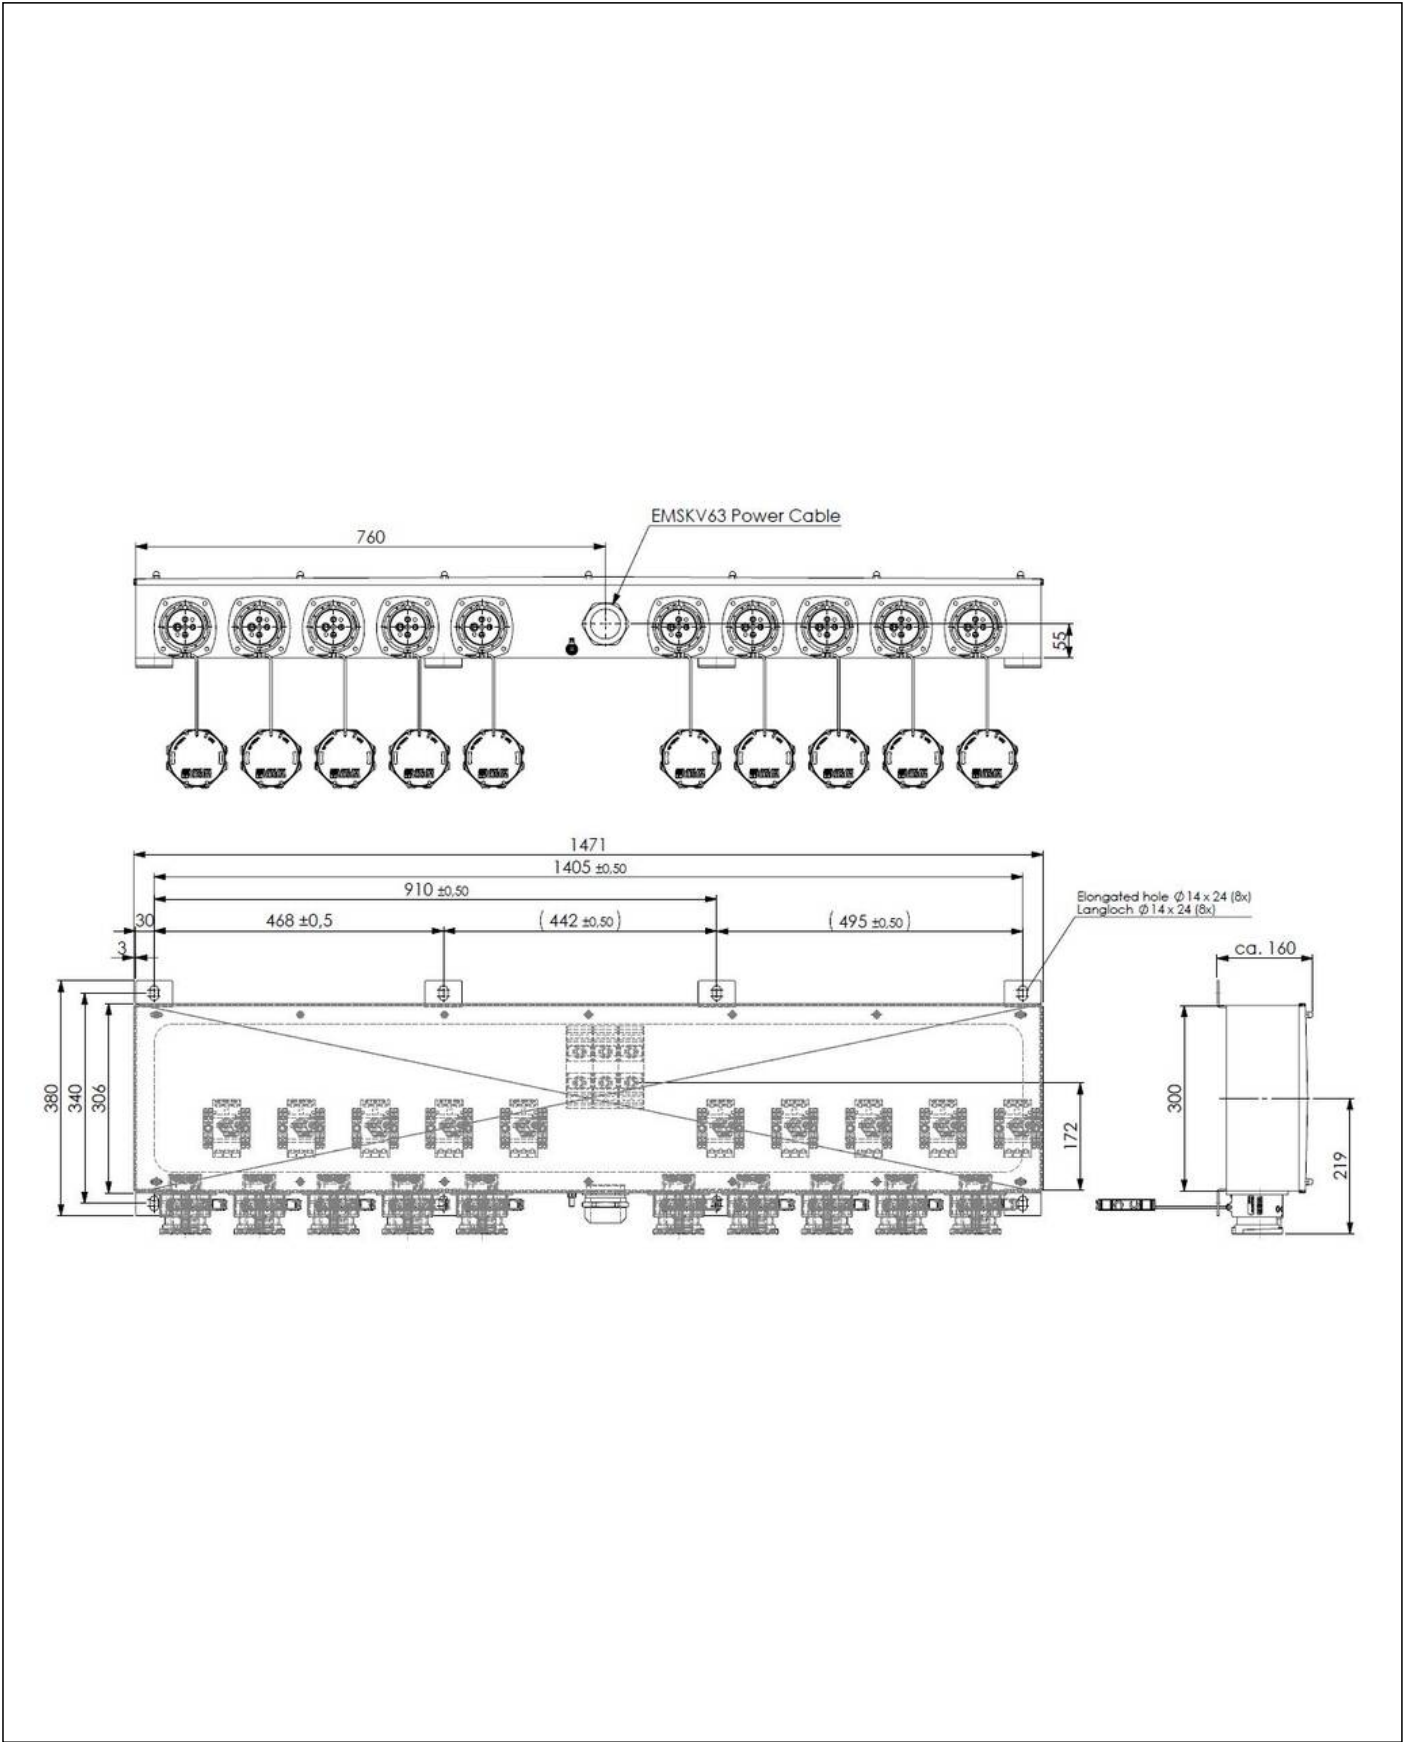 EMSKV63 Power Cable
760
55
1471
1405 ±0,50
910 ±0,50
30
468 ±0,5
( 442 ±0,50 )
( 495 ±0,50 )
3
Elongated hole Ø 14 x 24 (8x)
Langloch Ø 14 x 24 (8x)
ca. 160
380
340
306
172
300
219